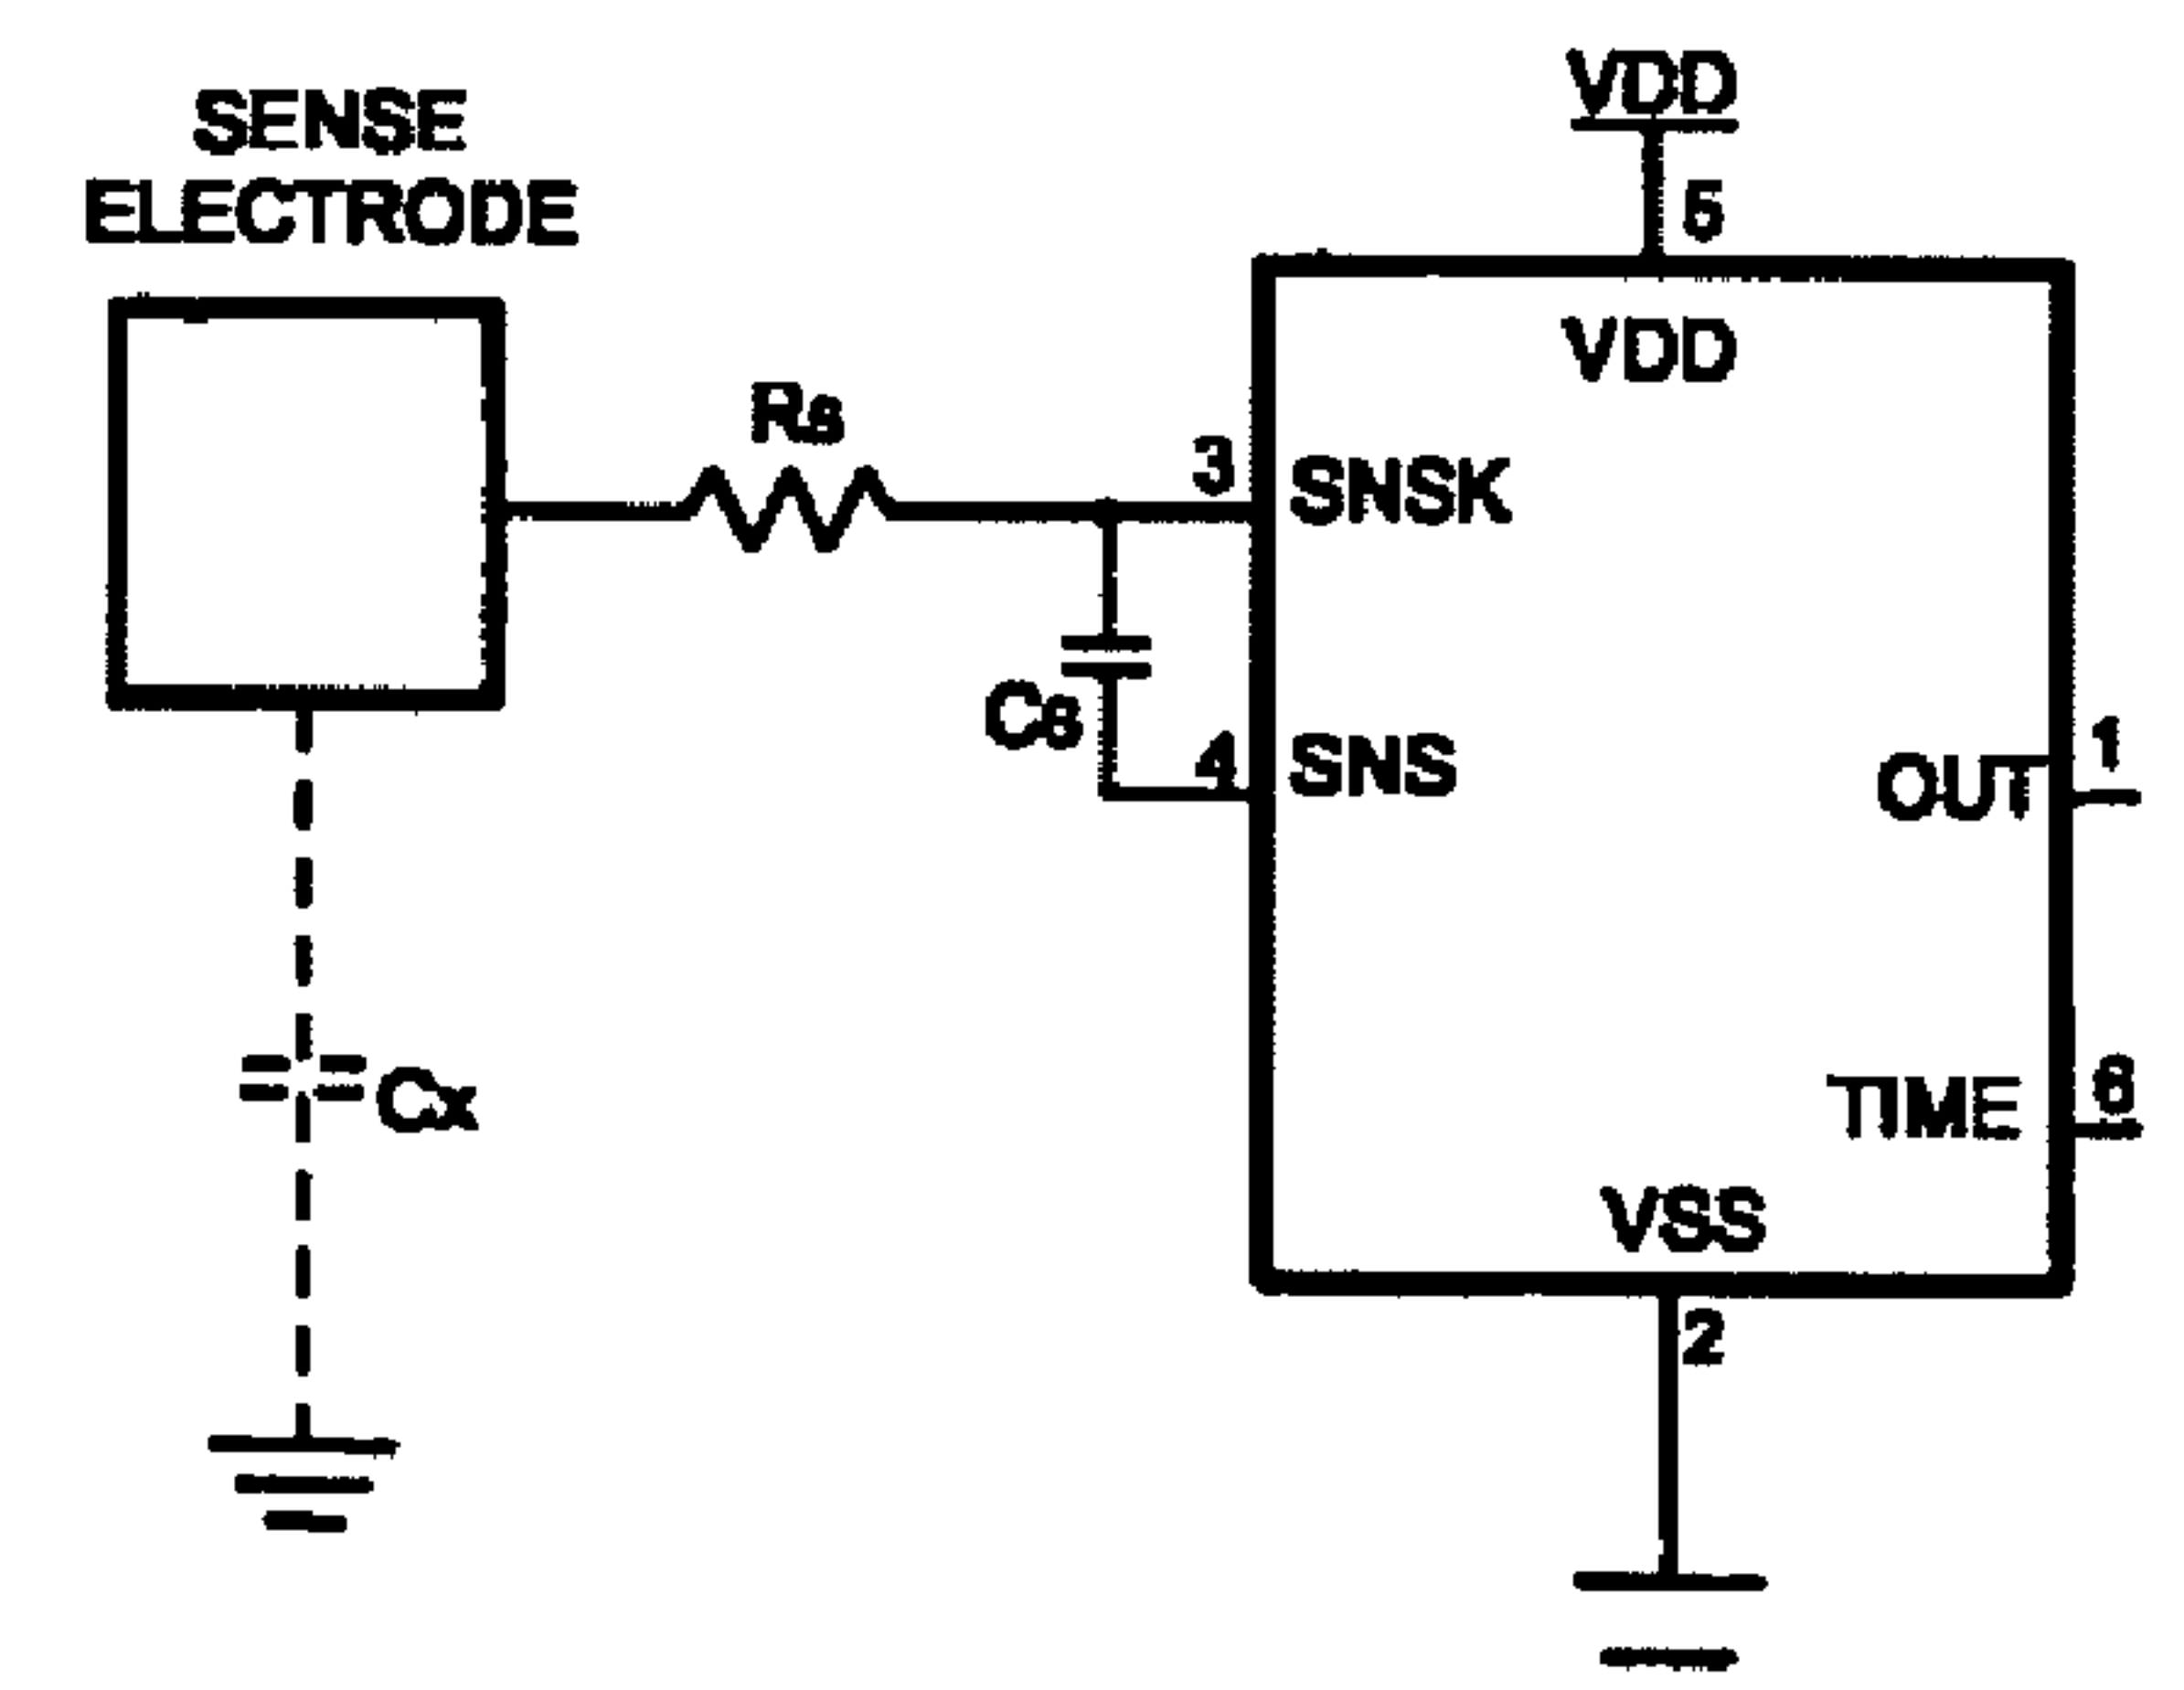 SENSE
ELECTRODE
VDD
5
VDD
Rs
3
SNSK
Cs
4
SNS
OUT
1
Cx
TIME
6
VSS
2